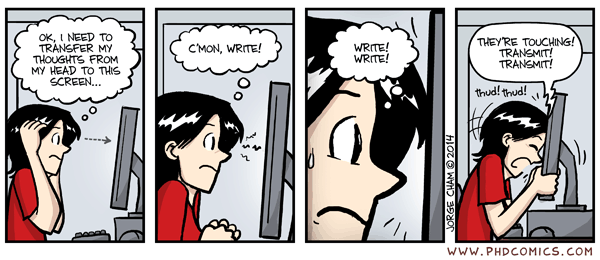 OK, I NEED TO
TRANSFER MY
THOUGHTS FROM
MY HEAD TO THIS
SCREEN...
C'MON, WRITE!
WRITE!
WRITE!
THEY'RE TOUCHING!
TRANSMIT!
TRANSMIT!
thud! thud!
JORGE CHAM © 2014
WWW.PHDCOMICS.COM